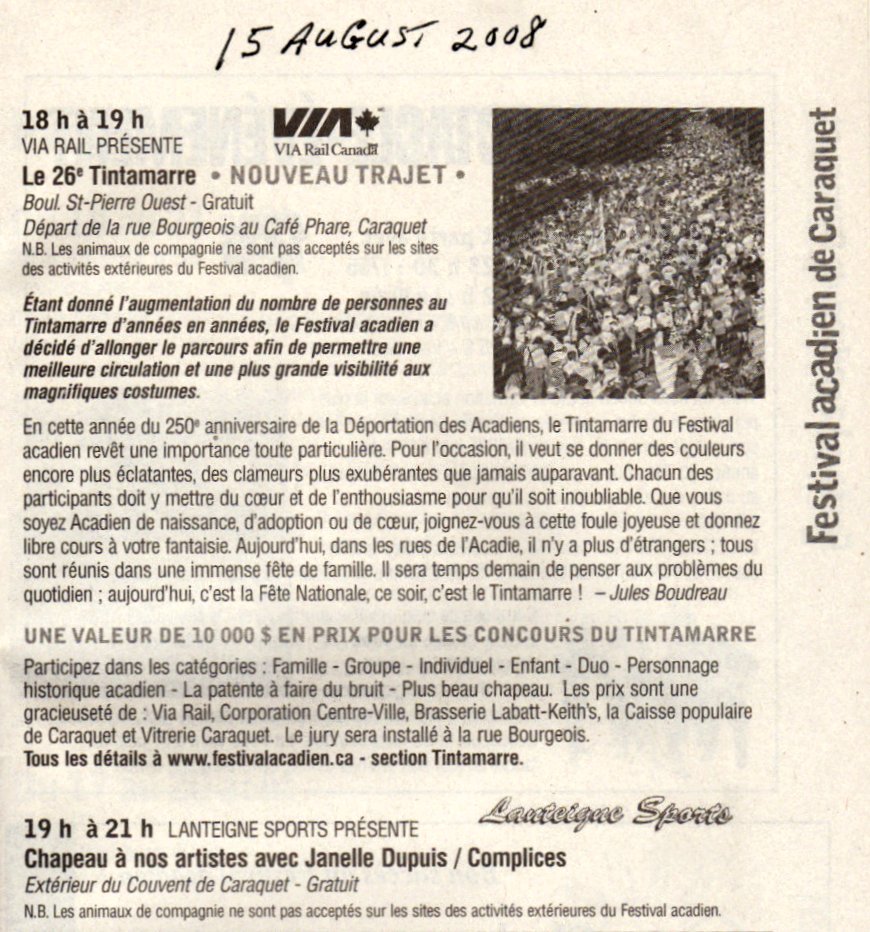 15 AUGUST 2008
18 h à 19 h
VIA RAIL PRÉSENTE
VIA
VIA Rail Canada
Le 26e Tintamarre • NOUVEAU TRAJET •
Boul. St-Pierre Ouest - Gratuit
Départ de la rue Bourgeois au Café Phare, Caraquet
N.B. Les animaux de compagnie ne sont pas acceptés sur les sites
des activités extérieures du Festival acadien.
Étant donné l'augmentation du nombre de personnes au
Tintamarre d'années en années, le Festival acadien a
décidé d'allonger le parcours afin de permettre une
meilleure circulation et une plus grande visibilité aux
magnifiques costumes.
Festival acadien de Caraquet
En cette année du 250e anniversaire de la Déportation des Acadiens, le Tintamarre du Festival
acadien revêt une importance toute particulière. Pour l'occasion, il veut se donner des couleurs
encore plus éclatantes, des clameurs plus exubérantes que jamais auparavant. Chacun des
participants doit y mettre du cœur et de l'enthousiasme pour qu'il soit inoubliable. Que vous
soyez Acadien de naissance, d'adoption ou de cœur, joignez-vous à cette foule joyeuse et donnez
libre cours à votre fantaisie. Aujourd'hui, dans les rues de l'Acadie, il n'y a plus d'étrangers ; tous
sont réunis dans une immense fête de famille. Il sera temps demain de penser aux problèmes du
quotidien ; aujourd'hui, c'est la Fête Nationale, ce soir, c'est le Tintamarre ! – Jules Boudreau
UNE VALEUR DE 10 000 $ EN PRIX POUR LES CONCOURS DU TINTAMARRE
Participez dans les catégories : Famille - Groupe - Individuel - Enfant - Duo - Personnage
historique acadien - La patente à faire du bruit - Plus beau chapeau. Les prix sont une
gracieuseté de : Via Rail, Corporation Centre-Ville, Brasserie Labatt-Keith's, la Caisse populaire
de Caraquet et Vitrerie Caraquet. Le jury sera installé à la rue Bourgeois.
Tous les détails à www.festivalacadien.ca - section Tintamarre.
19 h à 21 h LANTEIGNE SPORTS PRÉSENTE
Lanteigne Sports
Chapeau à nos artistes avec Janelle Dupuis / Complices
Extérieur du Couvent de Caraquet - Gratuit
N.B. Les animaux de compagnie ne sont pas acceptés sur les sites des activités extérieures du Festival acadien.